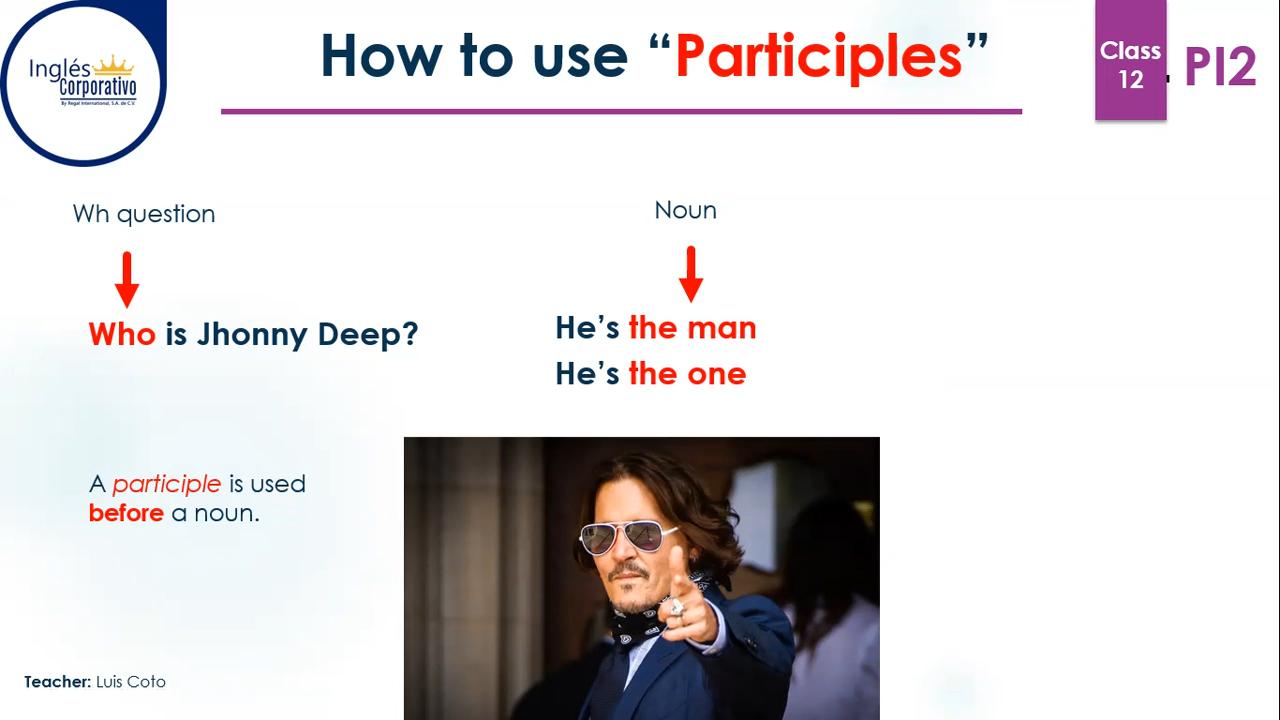 Inglés
Corporativo
By Regal International, S.A. de C.V.
How to use “Participles”
Class
12
. PI2
Wh question
Noun
Who is Jhonny Deep?
He’s the man
He’s the one
A participle is used
before a noun.
Teacher: Luis Coto